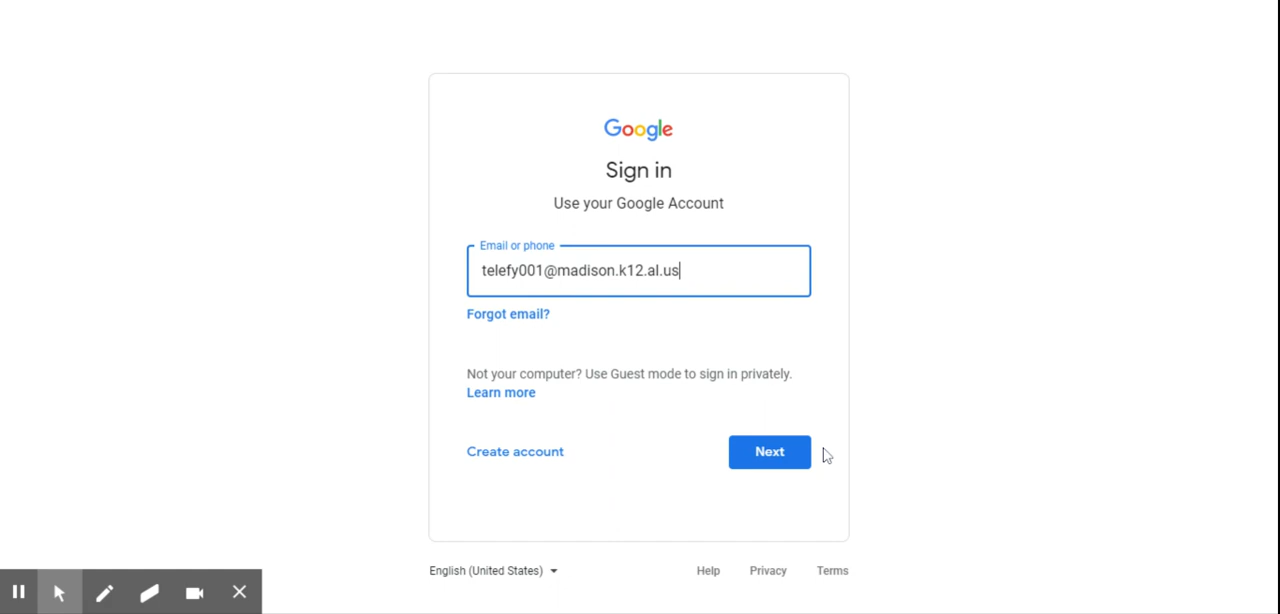 Google
Sign in
Use your Google Account
Email or phone
telefy001@madison.k12.al.us
Forgot email?
Not your computer? Use Guest mode to sign in privately.
Learn more
Create account
Next
English (United States)
Help Privacy Terms